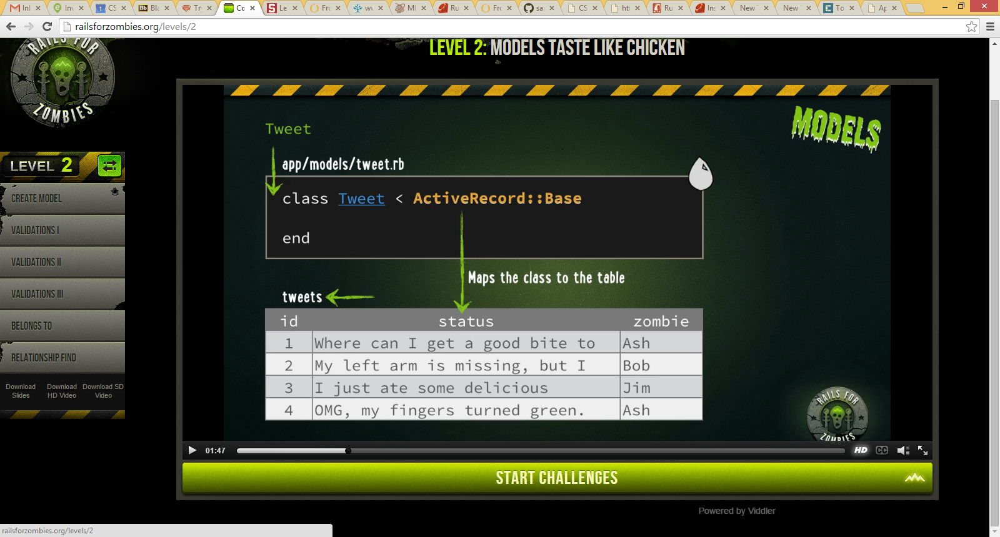 Inl
Inv
CS
Bla
Try
Co
Le
Fro
wv
MI
Ru
Fro
sa
CS
htt
Ru
Ins
New
New
To
Ap
railsforzombies.org/levels/2
RAILS FOR
ZOMBIES
LEVEL 2: MODELS TASTE LIKE CHICKEN
MODELS
Tweet
app/models/tweet.rb
class Tweet < ActiveRecord::Base
end
Maps the class to the table
tweets
id status zombie
1 Where can I get a good bite to Ash
2 My left arm is missing, but I Bob
3 I just ate some delicious Jim
4 OMG, my fingers turned green. Ash
RAILS FOR
ZOMBIES
LEVEL 2
CREATE MODEL
VALIDATIONS I
VALIDATIONS II
VALIDATIONS III
BELONGS TO
RELATIONSHIP FIND
Download Slides
Download HD Video
Download SD Video
01:47
HD
CC
START CHALLENGES
Powered by Viddler
railsforzombies.org/levels/2